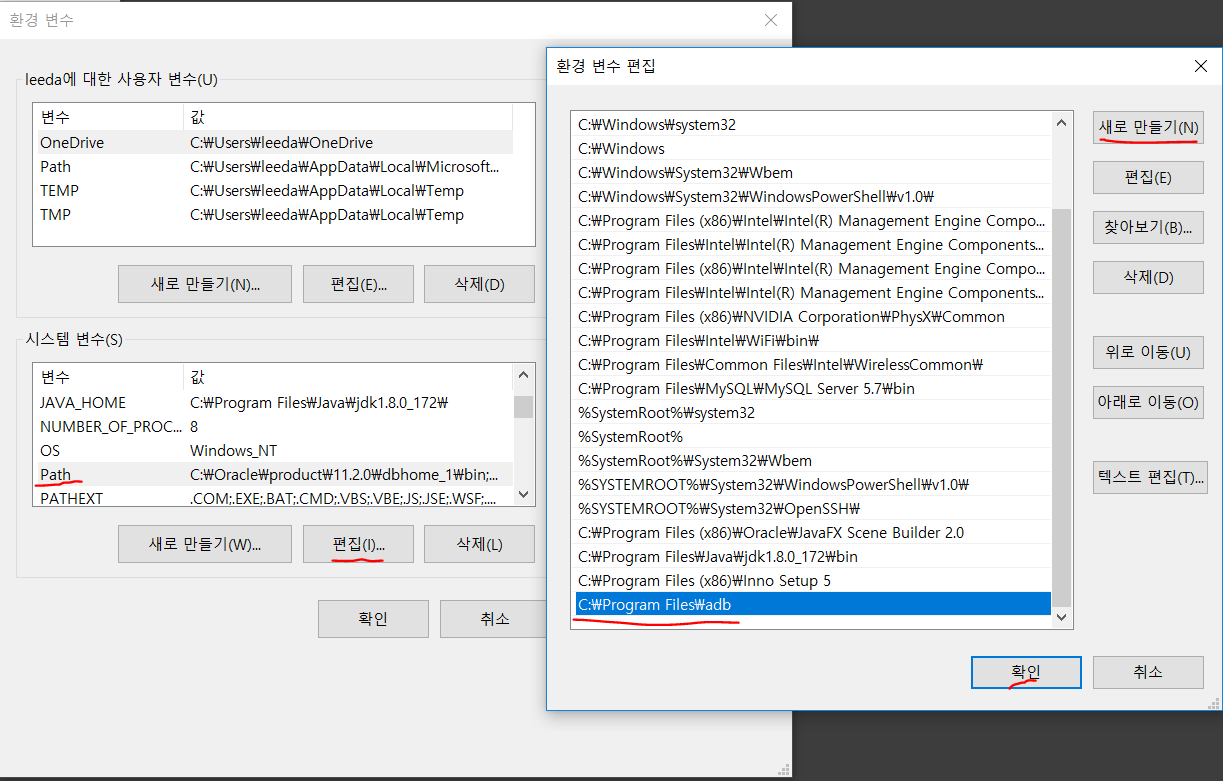 환경 변수
leeda에 대한 사용자 변수(U)
변수 값
OneDrive C:₩Users₩leeda₩OneDrive
Path C:₩Users₩leeda₩AppData₩Local₩Microsoft...
TEMP C:₩Users₩leeda₩AppData₩Local₩Temp
TMP C:₩Users₩leeda₩AppData₩Local₩Temp
새로 만들기(N)... 편집(E)... 삭제(D)
시스템 변수(S)
변수 값
JAVA_HOME C:₩Program Files₩Java₩jdk1.8.0_172₩
NUMBER_OF_PROC... 8
OS Windows_NT
Path C:₩Oracle₩product₩11.2.0₩dbhome_1₩bin;...
PATHEXT .COM;.EXE;.BAT;.CMD;.VBS;.VBE;.JS;.JSE;.WSF;...
새로 만들기(W)... 편집(I)... 삭제(L)
확인 취소
환경 변수 편집
C:₩Windows₩system32
C:₩Windows
C:₩Windows₩System32₩Wbem
C:₩Windows₩System32₩WindowsPowerShell₩v1.0₩
C:₩Program Files (x86)₩Intel₩Intel(R) Management Engine Compo...
C:₩Program Files₩Intel₩Intel(R) Management Engine Components...
C:₩Program Files (x86)₩Intel₩Intel(R) Management Engine Compo...
C:₩Program Files₩Intel₩Intel(R) Management Engine Components...
C:₩Program Files (x86)₩NVIDIA Corporation₩PhysX₩Common
C:₩Program Files₩Intel₩WiFi₩bin₩
C:₩Program Files₩Common Files₩Intel₩WirelessCommon₩
C:₩Program Files₩MySQL₩MySQL Server 5.7₩bin
%SystemRoot%₩system32
%SystemRoot%
%SystemRoot%₩System32₩Wbem
%SYSTEMROOT%₩System32₩WindowsPowerShell₩v1.0₩
%SYSTEMROOT%₩System32₩OpenSSH₩
C:₩Program Files (x86)₩Oracle₩JavaFX Scene Builder 2.0
C:₩Program Files₩Java₩jdk1.8.0_172₩bin
C:₩Program Files (x86)₩Inno Setup 5
C:₩Program Files₩adb
새로 만들기(N)
편집(E)
찾아보기(B)...
삭제(D)
위로 이동(U)
아래로 이동(O)
텍스트 편집(T)...
확인 취소